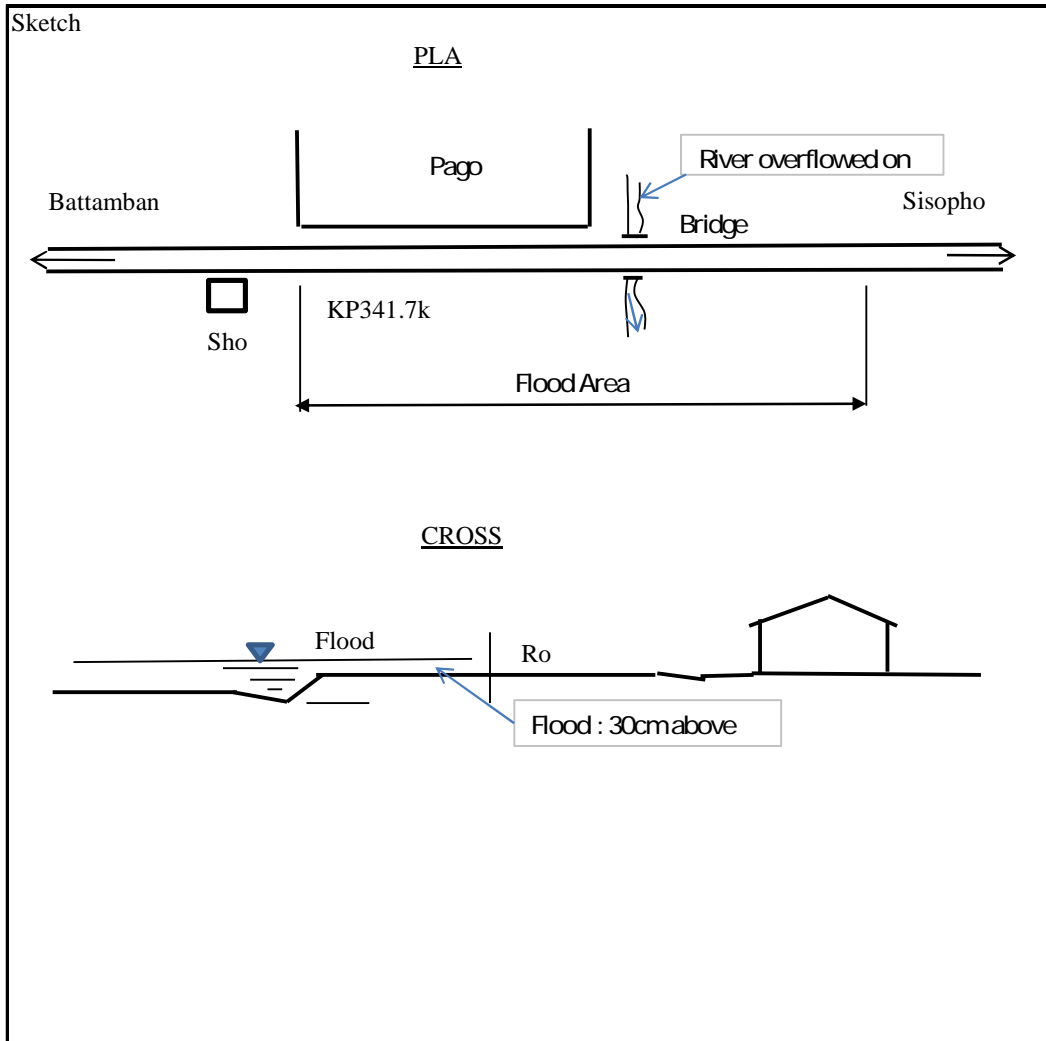 Sketch
PLA
Pago
River overflowed on
Battamban
Sisopho
Bridge
KP341.7k
Sho
Flood Area
CROSS
Flood
Ro
Flood : 30cm above